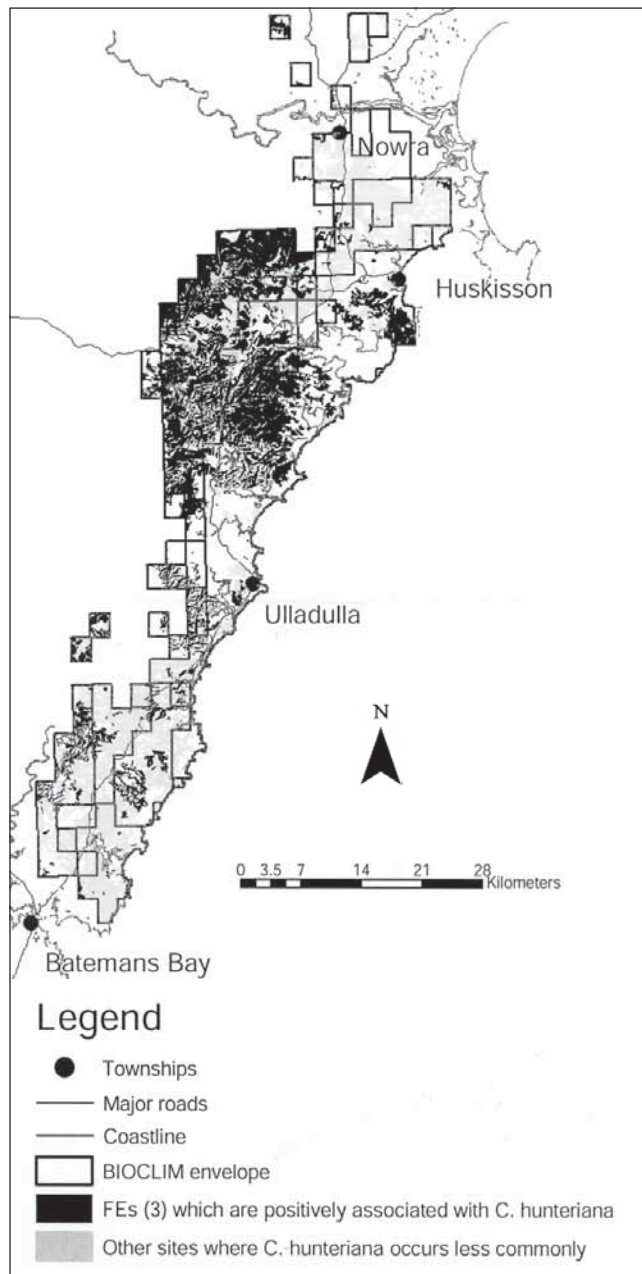 Nowra
Huskisson
Ulladulla
N
0 3.5 7 14 21 28
Kilometers
Batemans Bay
Legend
Townships
Major roads
Coastline
BIOCLIM envelope
FEs (3) which are positively associated with C. hunteriana
Other sites where C. hunteriana occurs less commonly